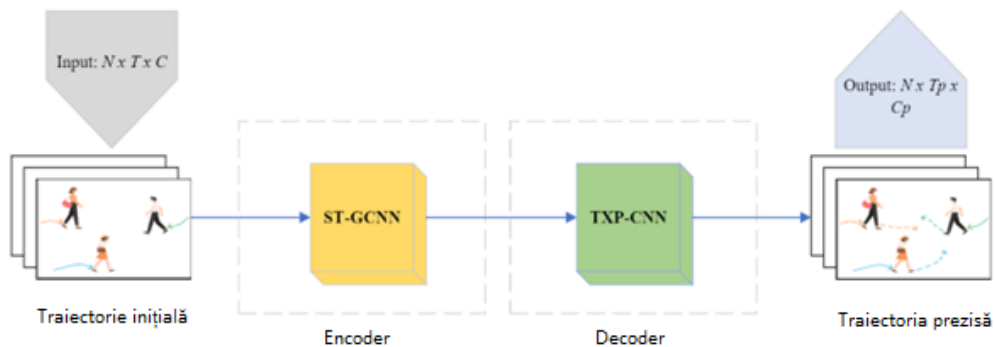 Input: N x T x C
Output: N x Tp x
Cp
ST-GCNN
TXP-CNN
Traiectorie inițială
Encoder
Decoder
Traiectoria prezisă